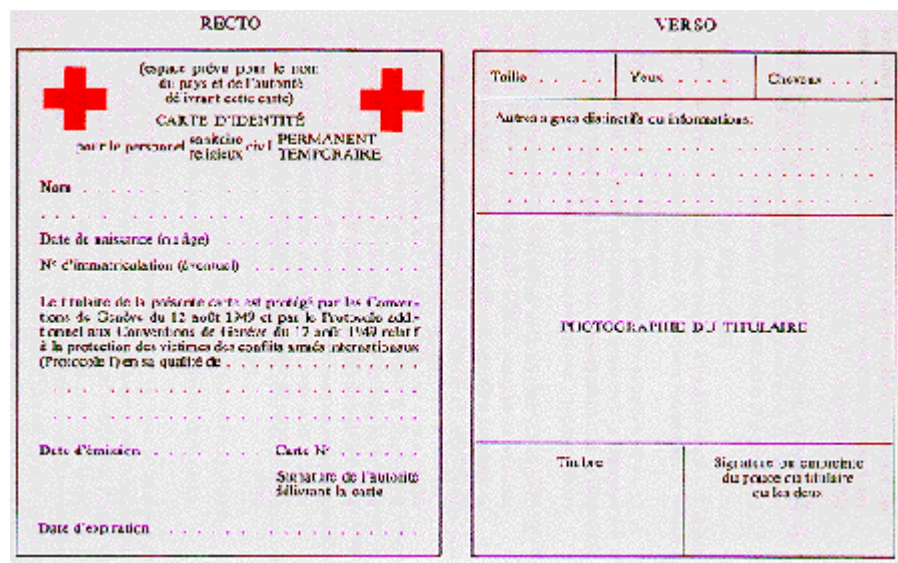 RECTO
(espace prévu pour le nom
du pays et de l'autorité
délivrant cette carte)
CARTE D'IDENTITÉ
pour le personnel sanitaire religieux civil PERMANENT TEMPORAIRE
Nom . . . . . . . . . . . . . . . . . .
Date de naissance (ou âge) . . . . . . . . . . .
N° d'immatriculation (éventuel) . . . . . . . . .
Le titulaire de la présente carte est protégé par les Conven-
tions de Genève du 12 août 1949 et par le Protocole addi-
tionnel aux Conventions de Genève du 12 août 1949 relatif
à la protection des victimes des conflits armés internationaux
(Protocole I) en sa qualité de . . . . . . . . . . .
Date d'émission . . . . . . Carte N° . . . . . .
Signature de l'autorité
délivrant la carte
Date d'expiration . . . . . .
VERSO
Taille . . . . Yeux . . . . Cheveux . . . .
Autres signes distinctifs ou informations:
PHOTOGRAPHIE DU TITULAIRE
Timbre
Signature ou empreinte
du pouce du titulaire
ou les deux